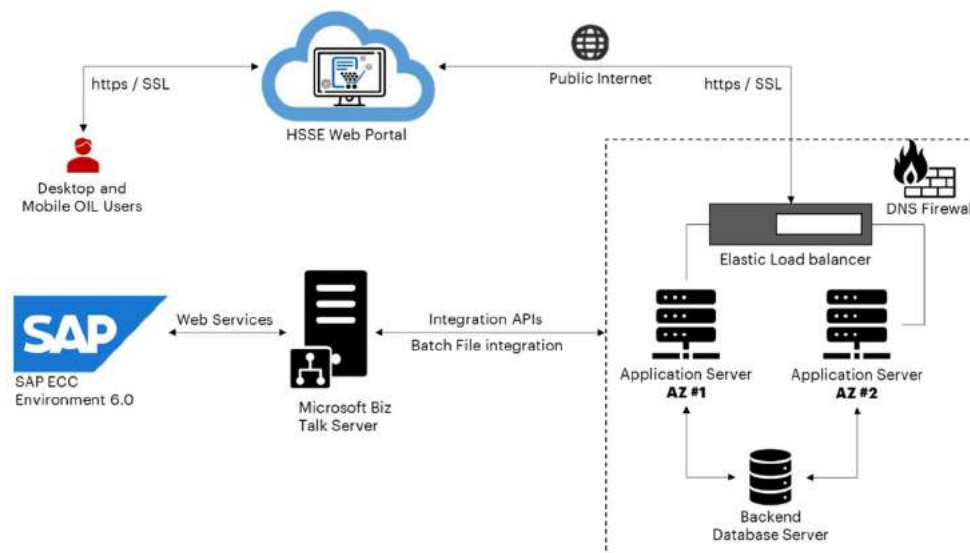 https / SSL
HSSE Web Portal
Public Internet
https / SSL
Desktop and
Mobile OIL Users
DNS Firewall
Elastic Load balancer
SAP
SAP ECC
Environment 6.0
Web Services
Microsoft Biz
Talk Server
Integration APIs
Batch File integration
Application Server
AZ #1
Application Server
AZ #2
Backend
Database Server